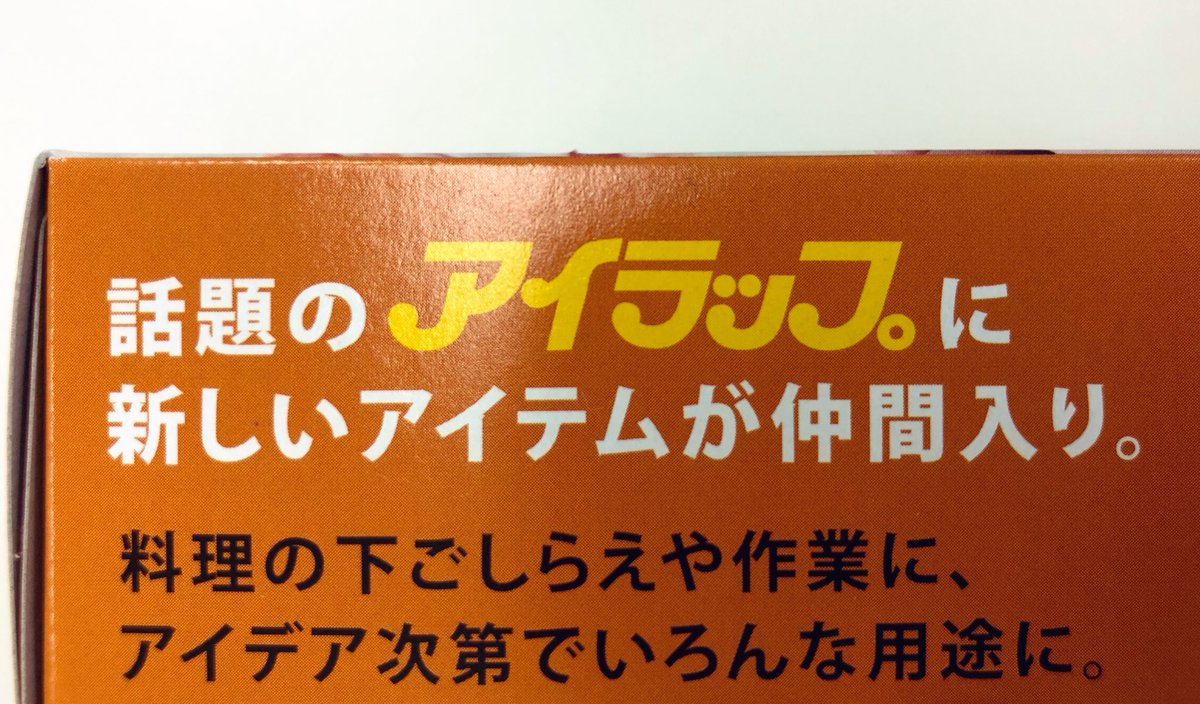 話題のアイラップに
新しいアイテムが仲間入り。
料理の下ごしらえや作業に、
アイデア次第でいろんな用途に。